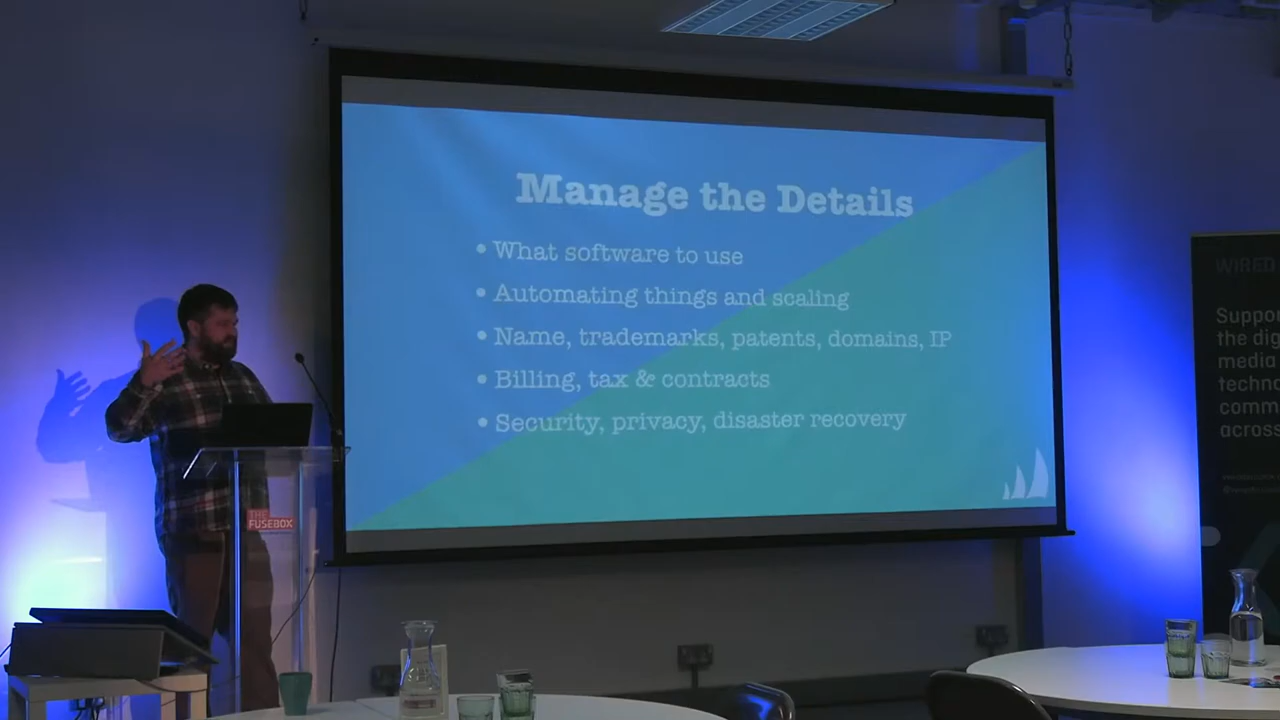 Manage the Details
• What software to use
• Automating things and scaling
• Name, trademarks, patents, domains, IP
• Billing, tax & contracts
• Security, privacy, disaster recovery
THE
FUSEBOX
WIRED
Suppor
the dig
media
techno
comm
across